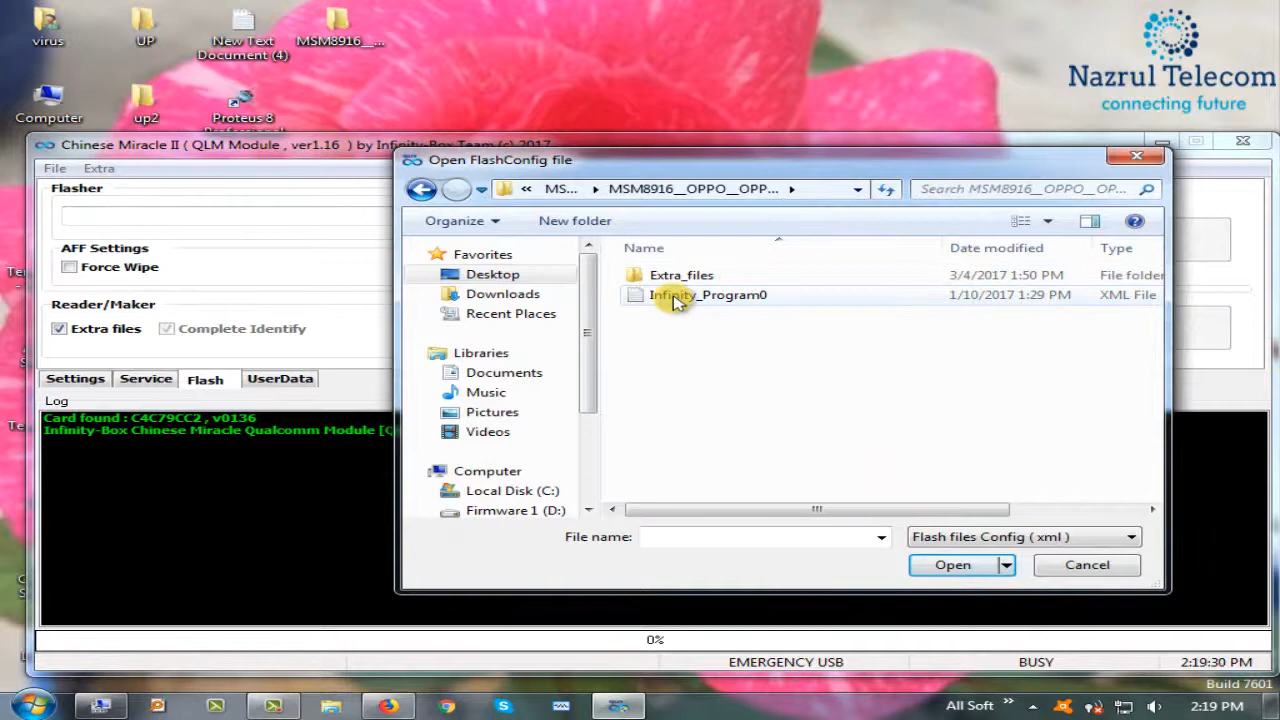 virus
UP
New Text
Document (4)
MSM8916__...
Nazrul Telecom
connecting future
Computer
up2
Proteus 8
Chinese Miracle II ( QLM Module , ver1.16 ) by Infinity-Box Team (c) 2017
File Extra
Flasher
AFF Settings
Force Wipe
Reader/Maker
Extra files
Complete Identify
Settings
Service
Flash
UserData
Log
Card found : C4C79CC2 , v0136
Infinity-Box Chinese Miracle Qualcomm Module [Q
Open FlashConfig file
« MS... MSM8916__OPPO__OPP...
Search MSM8916__OPPO__OP...
Organize
New folder
Name
Date modified
Type
Extra_files
3/4/2017 1:50 PM
File folder
Infinity_Program0
1/10/2017 1:29 PM
XML File
Favorites
Desktop
Downloads
Recent Places
Libraries
Documents
Music
Pictures
Videos
Computer
Local Disk (C:)
Firmware 1 (D:)
File name:
Flash files Config ( xml )
Open
Cancel
0%
EMERGENCY USB
BUSY
2:19:30 PM
Build 7601
All Soft »
2:19 PM